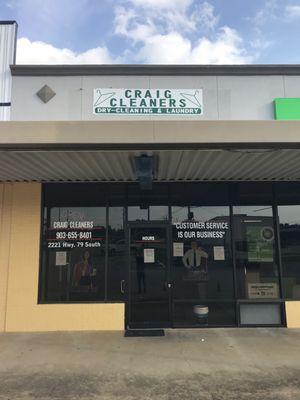 CRAIG
CLEANERS
DRY-CLEANING & LAUNDRY
CRAIG CLEANERS
903-655-8401
2221 Hwy. 79 South
HOURS
"CUSTOMER SERVICE
IS OUR BUSINESS"